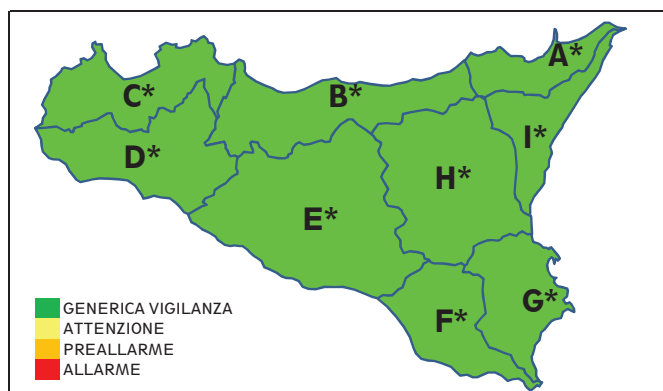 A*
B*
C*
I*
D*
H*
E*
G*
F*
GENERICA VIGILANZA
ATTENZIONE
PREALLARME
ALLARME